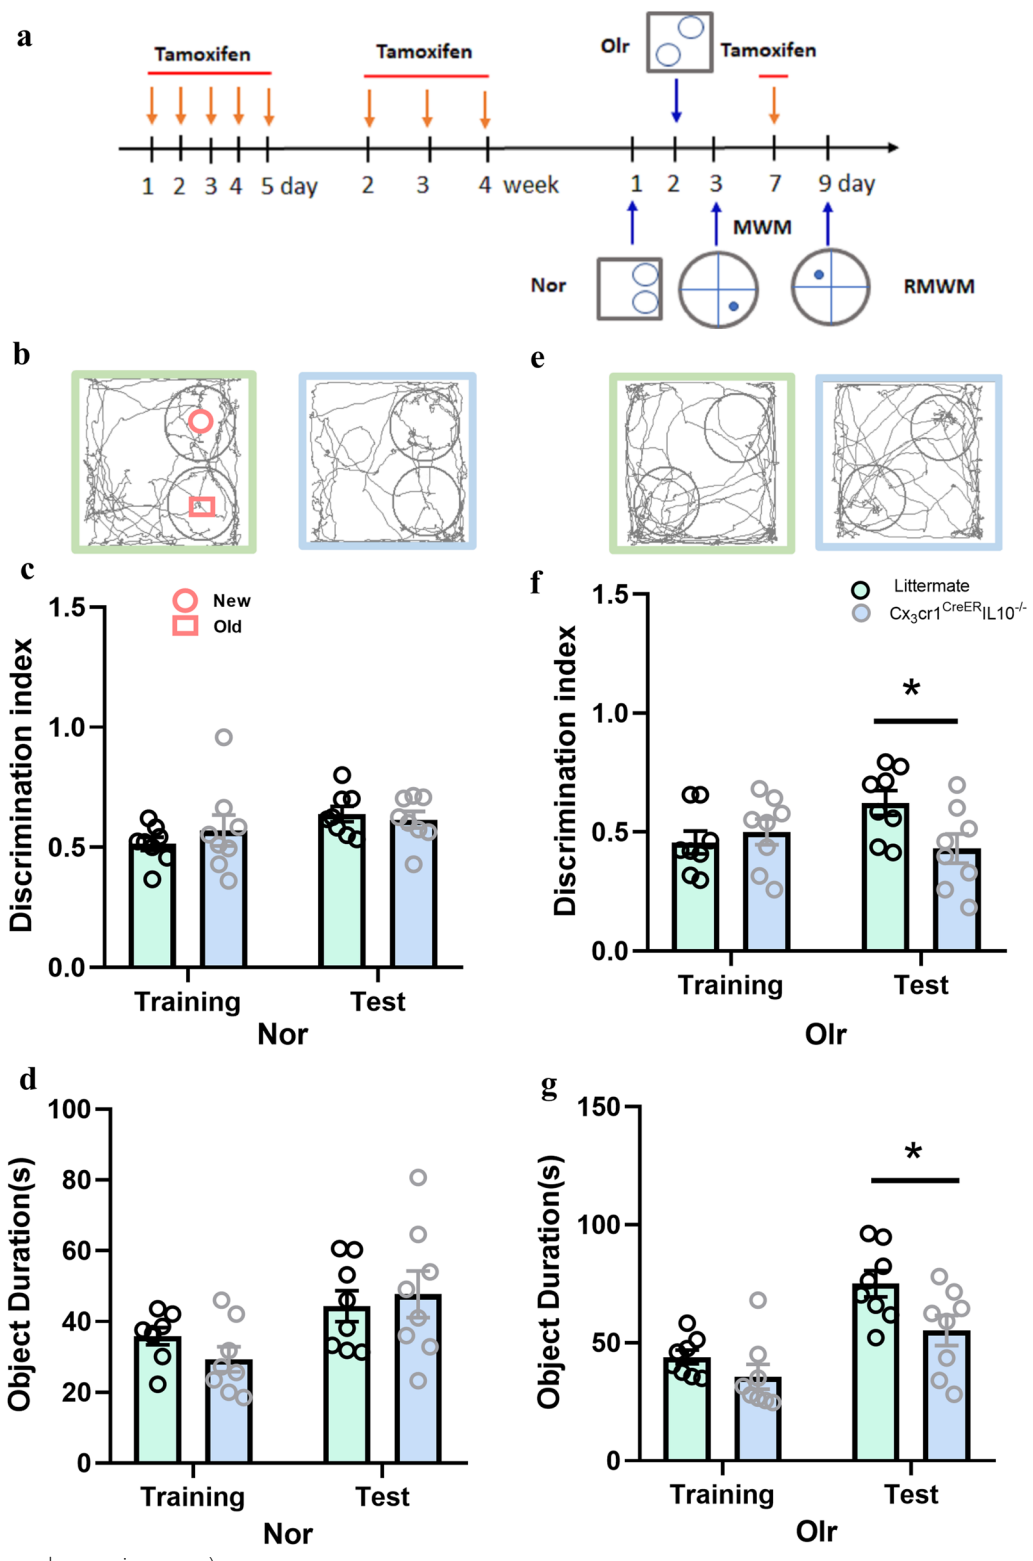 a
Tamoxifen
Tamoxifen
Olr
Tamoxifen
1 2 3 4 5 day
2 3 4 week
1 2 3 7 9 day
MWM
Nor
RMWM
b
e
c
New
Old
1.5
1.0
0.5
0.0
Discrimination index
Training
Test
Nor
f
Littermate
Cx3cr1CreERIL10-/-
*
1.5
1.0
0.5
0.0
Discrimination index
Training
Test
Olr
d
100
80
60
40
20
0
Object Duration(s)
Training
Test
Nor
g
*
150
100
50
0
Object Duration(s)
Training
Test
Olr